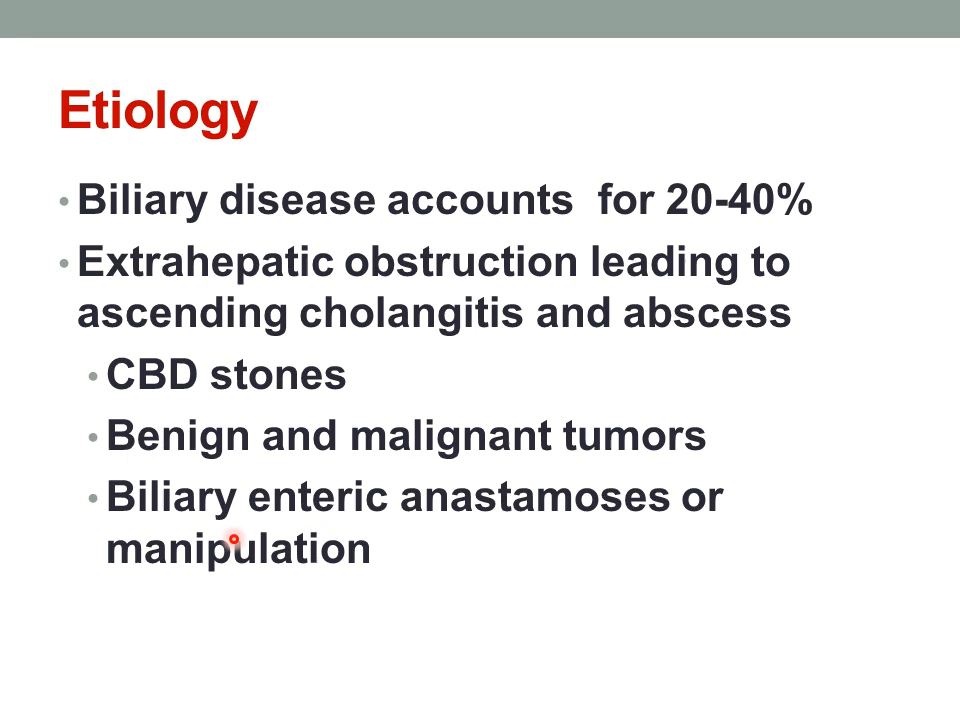 Etiology
• Biliary disease accounts  for 20-40%
• Extrahepatic obstruction leading to
ascending cholangitis and abscess
• CBD stones
• Benign and malignant tumors
• Biliary enteric anastamoses or
manipulation